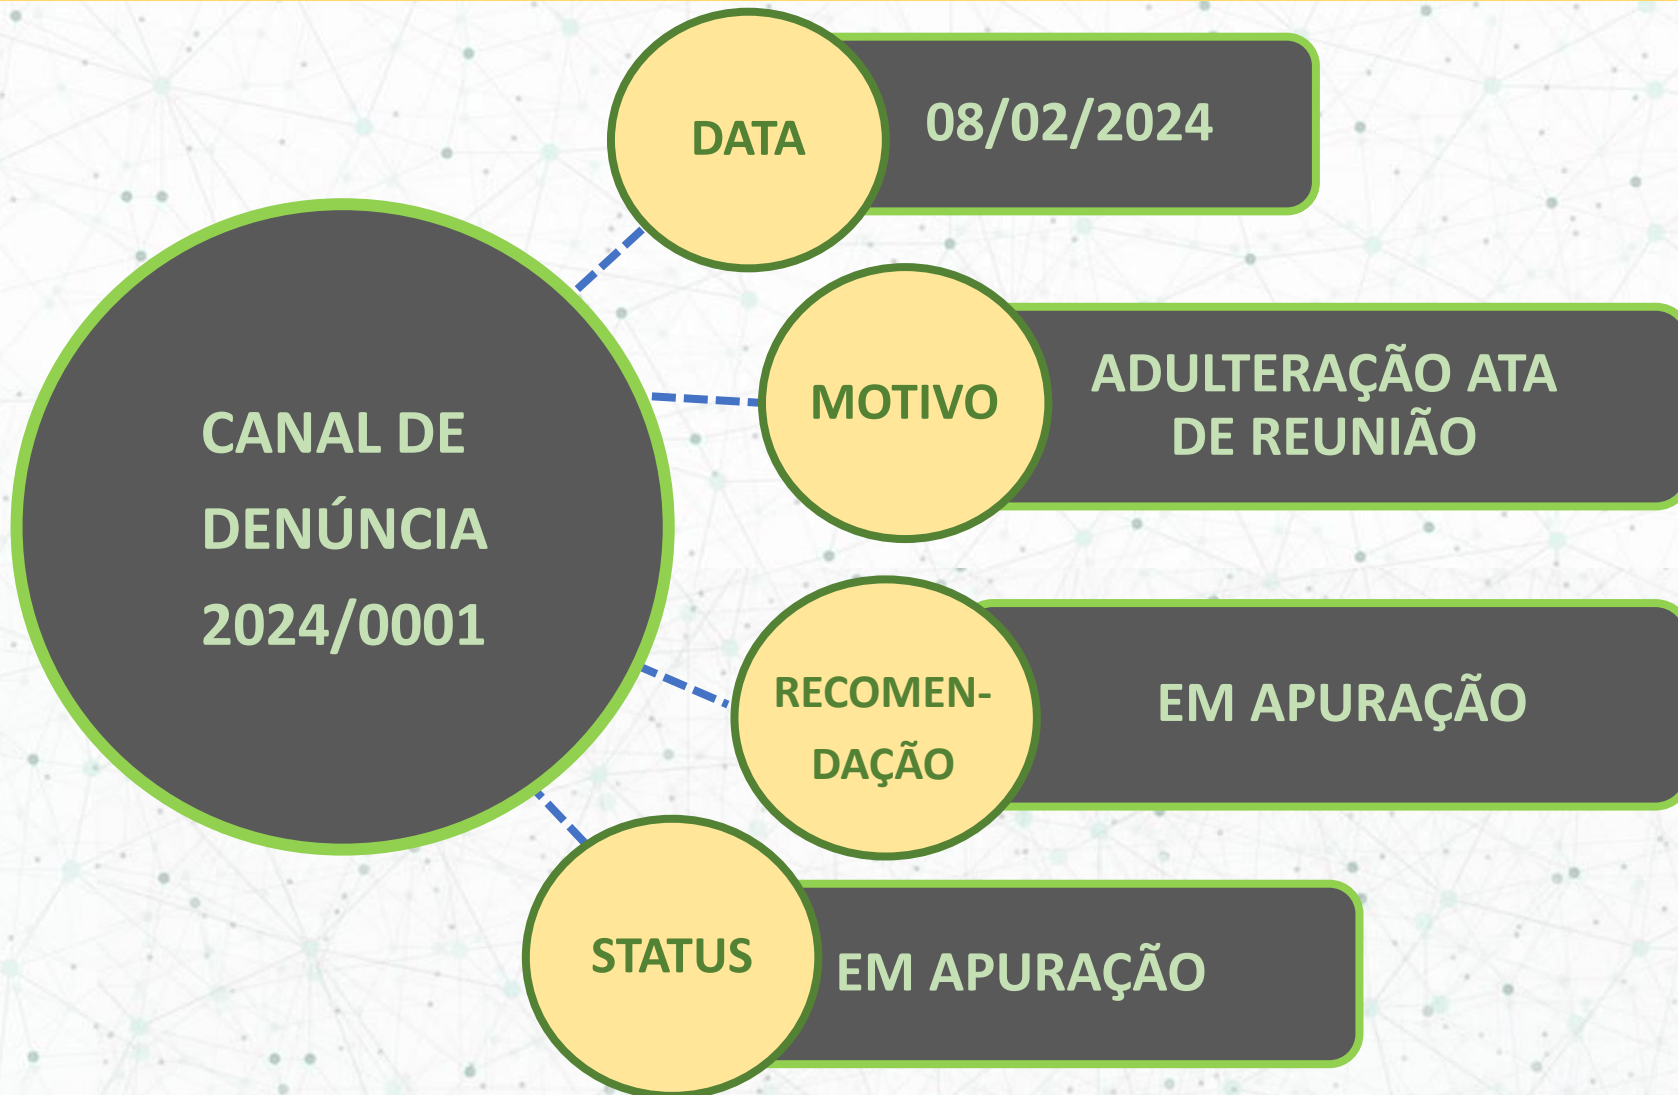 CANAL DE
DENÚNCIA
2024/0001
DATA
08/02/2024
MOTIVO
ADULTERAÇÃO ATA
DE REUNIÃO
RECOMEN-
DAÇÃO
EM APURAÇÃO
STATUS
EM APURAÇÃO